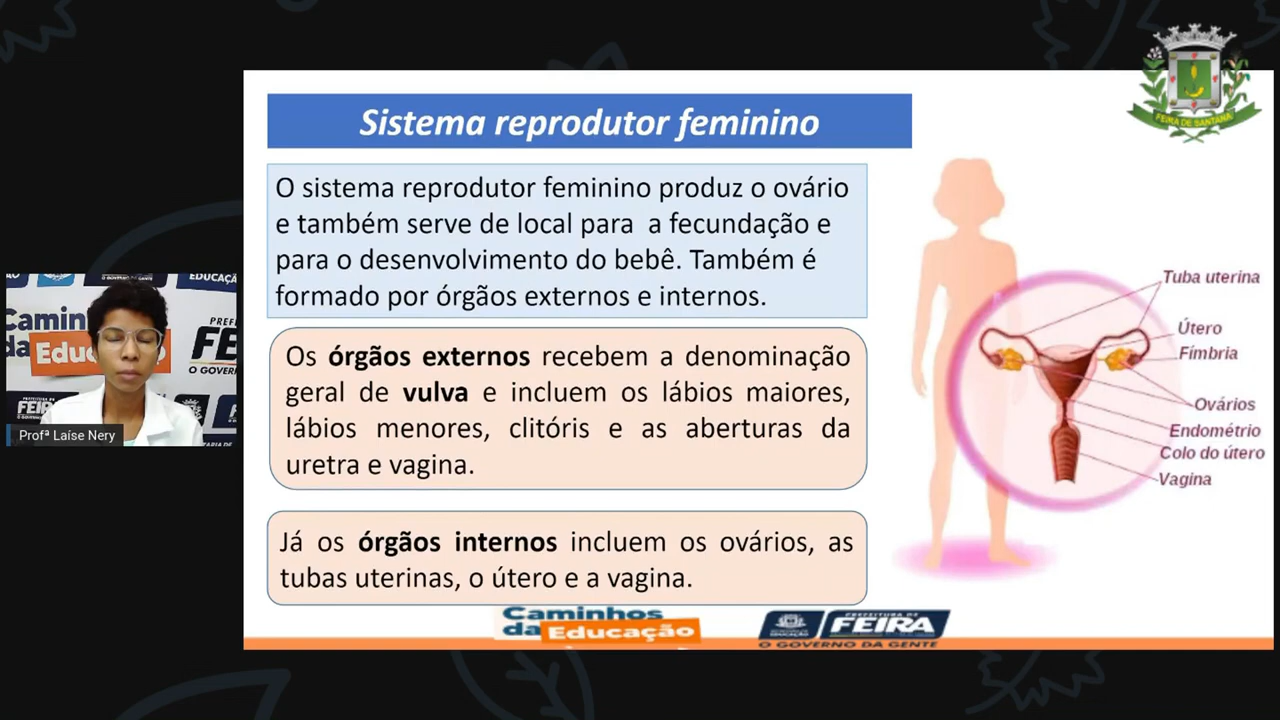 Sistema reprodutor feminino
O sistema reprodutor feminino produz o ovário
e também serve de local para a fecundação e
para o desenvolvimento do bebê. Também é
formado por órgãos externos e internos.
Os órgãos externos recebem a denominação
geral de vulva e incluem os lábios maiores,
lábios menores, clitóris e as aberturas da
uretra e vagina.
Já os órgãos internos incluem os ovários, as
tubas uterinas, o útero e a vagina.
Tuba uterina
Útero
Fímbria
Ovários
Endométrio
Colo do útero
Vagina
FEIRA DE SANTANA
Profª Laíse Nery
Caminhos
da Educação
PREFEITURA DE
FEIRA
O GOVERNO DA GENTE